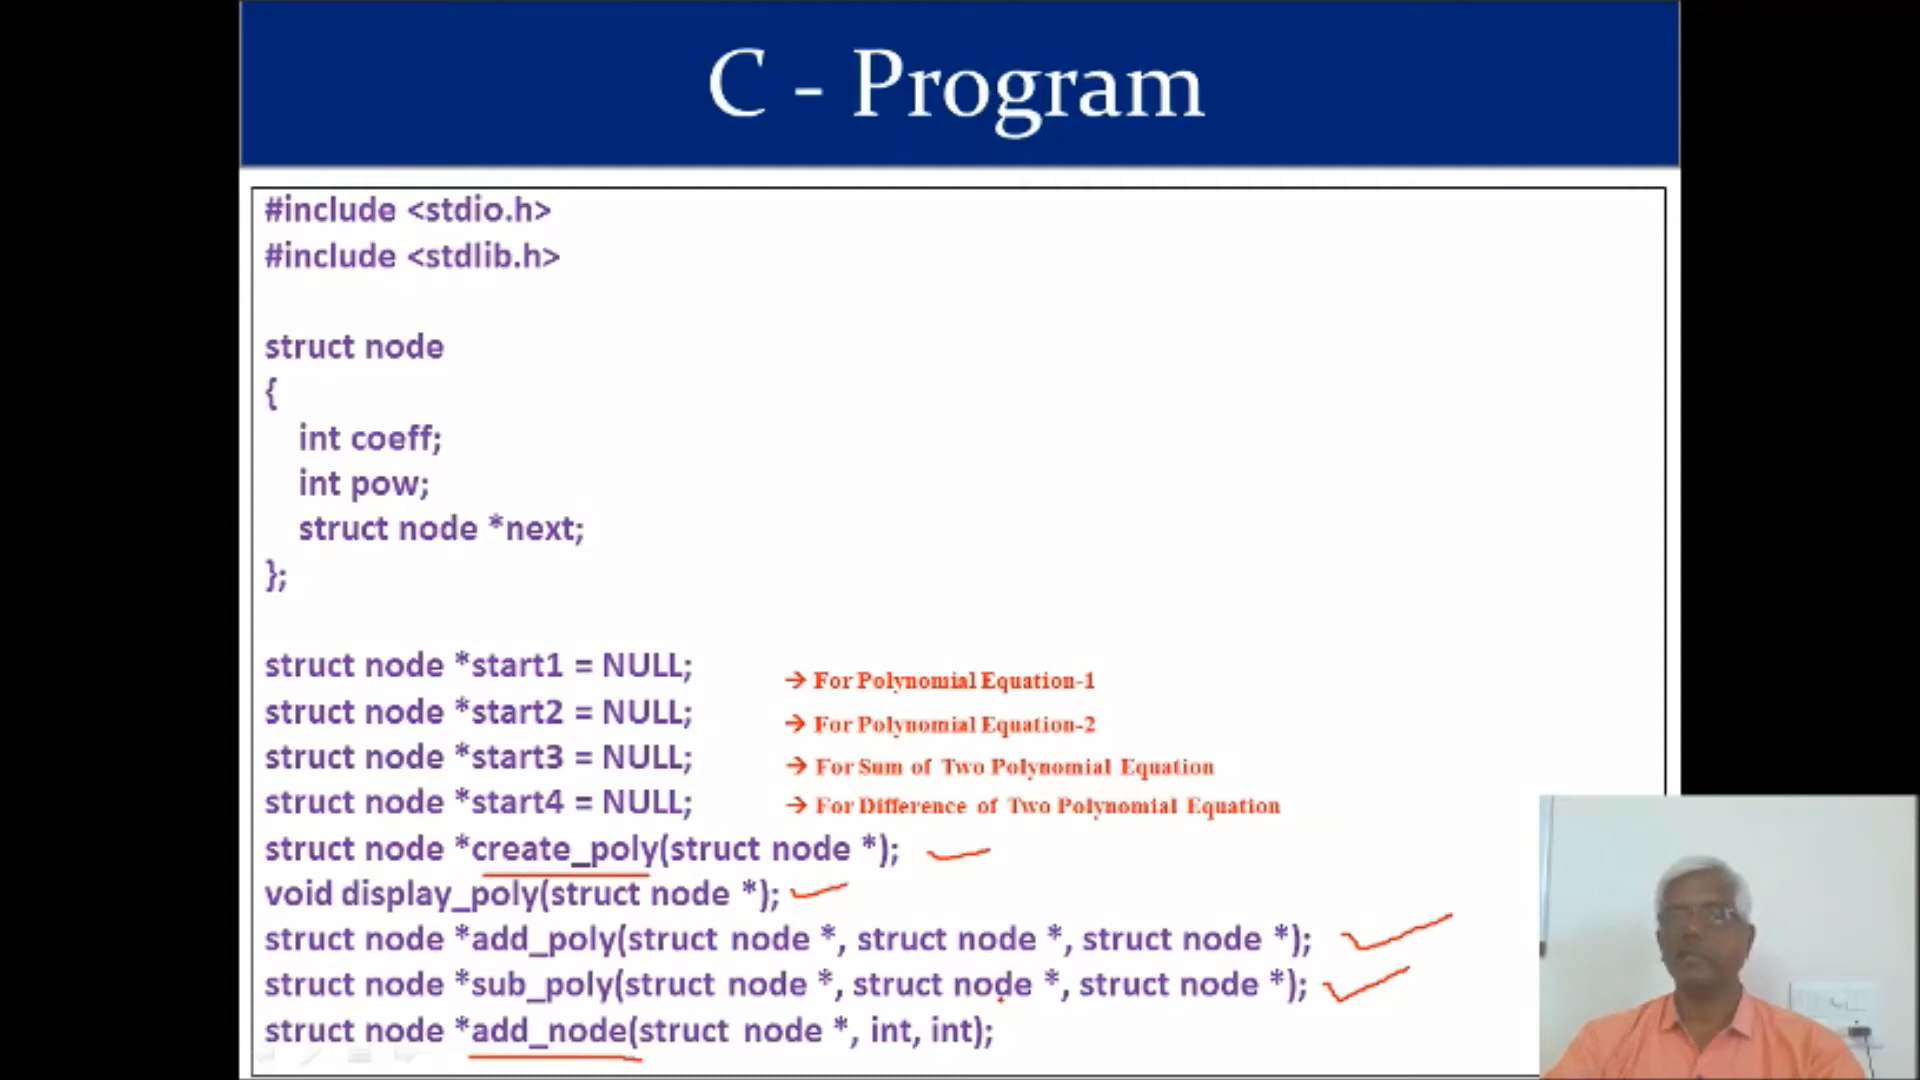 C - Program
#include <stdio.h>
#include <stdlib.h>
struct node
{
int coeff;
int pow;
struct node *next;
};
struct node *start1 = NULL; → For Polynomial Equation-1
struct node *start2 = NULL; → For Polynomial Equation-2
struct node *start3 = NULL; → For Sum of Two Polynomial Equation
struct node *start4 = NULL; → For Difference of Two Polynomial Equation
struct node *create_poly(struct node *);
void display_poly(struct node *);
struct node *add_poly(struct node *, struct node *, struct node *);
struct node *sub_poly(struct node *, struct node *, struct node *);
struct node *add_node(struct node *, int, int);